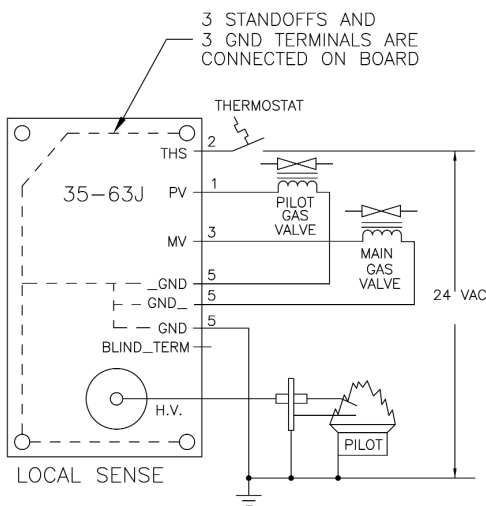 3 STANDOFFS AND
3 GND TERMINALS ARE
CONNECTED ON BOARD
THERMOSTAT
THS 2
35-63J
PV 1
PILOT
GAS
VALVE
MV 3
MAIN
GAS
VALVE
_GND 5
GND_ 5
GND 5
BLIND_TERM
24 VAC
H.V.
PILOT
LOCAL SENSE